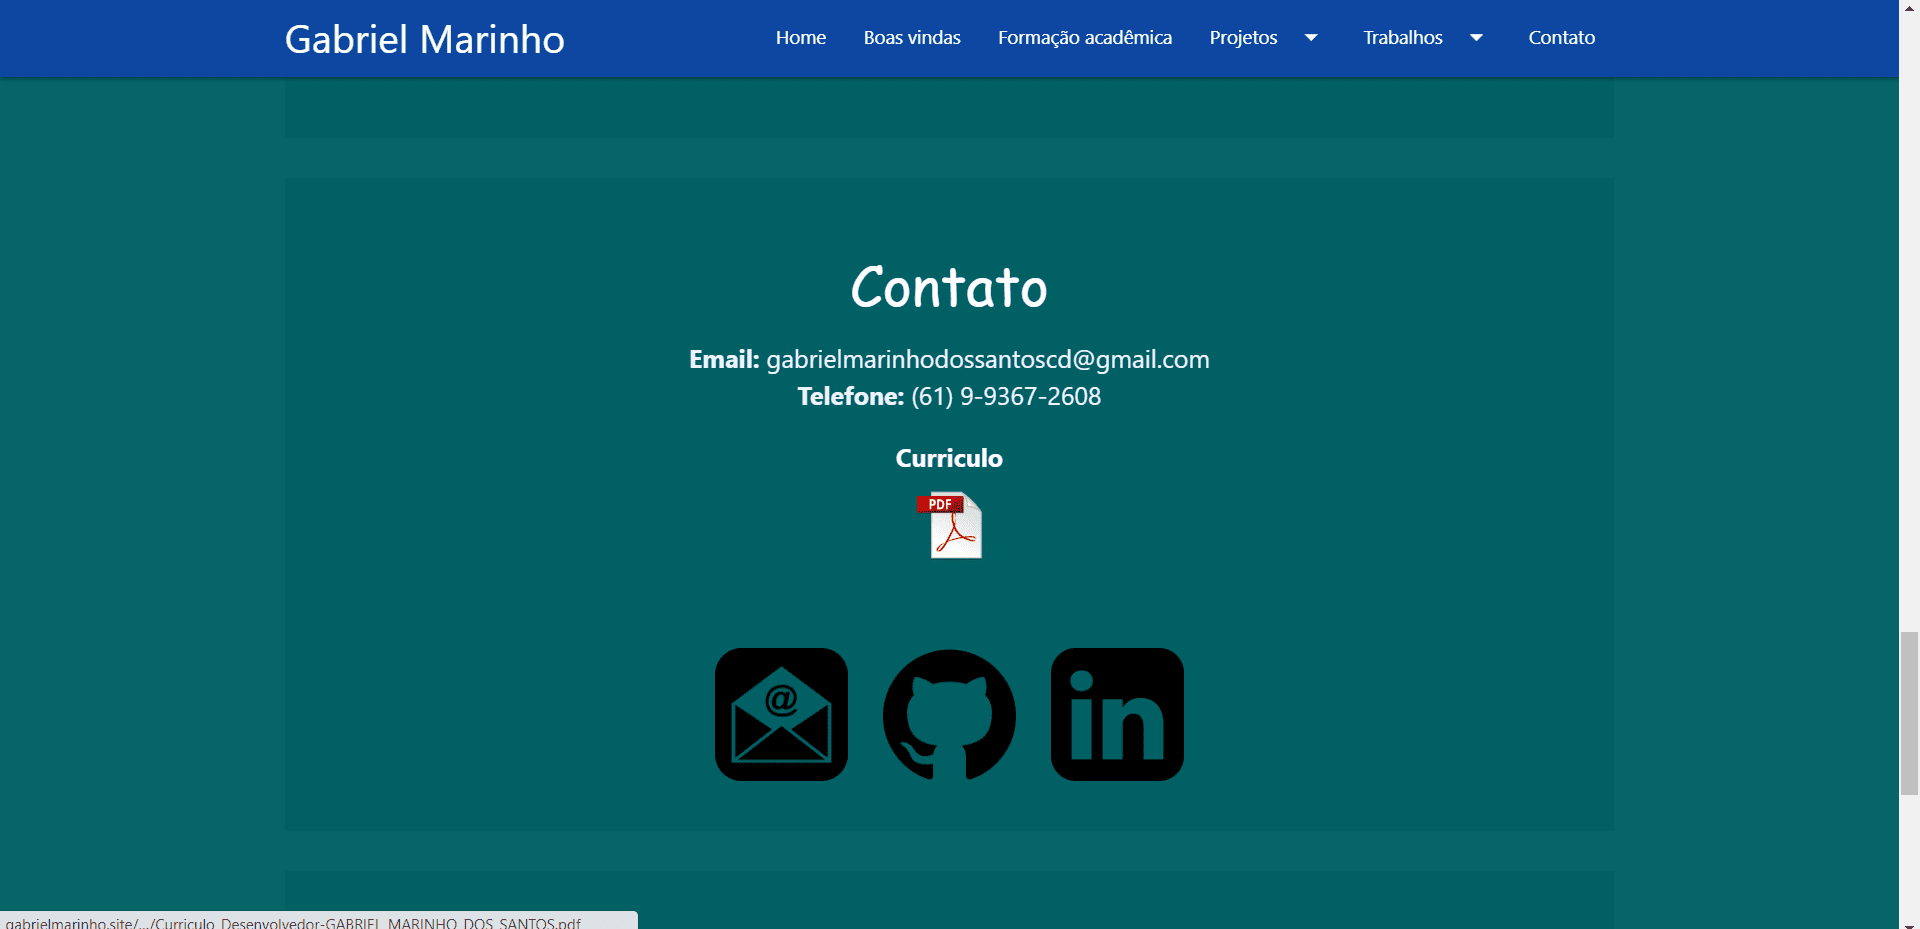 Gabriel Marinho
Home Boas vindas Formação acadêmica Projetos Trabalhos Contato
Contato
Email: gabrielmarinhodossantoscd@gmail.com
Telefone: (61) 9-9367-2608
Curriculo
PDF
@
in
gabrielmarinho.site/.../Curriculo_Desenvolvedor-GABRIEL_MARINHO_DOS_SANTOS.pdf